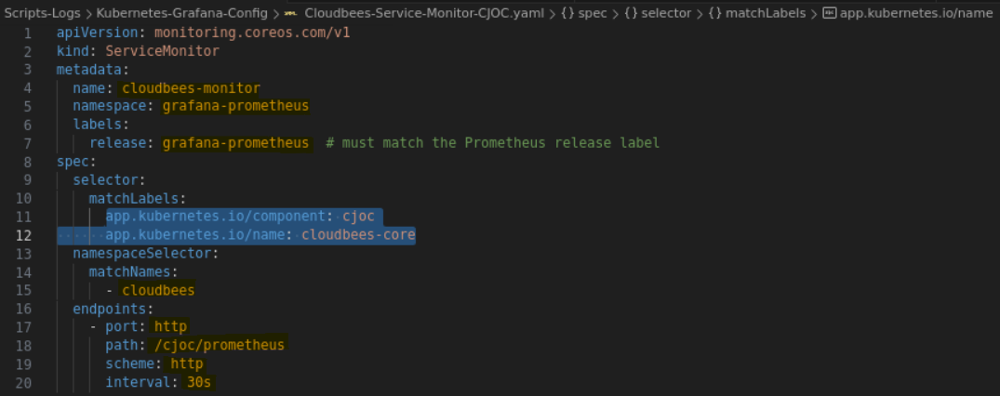 Scripts-Logs > Kubernetes-Grafana-Config > Cloudbees-Service-Monitor-CJOC.yaml > {} spec > {} selector > {} matchLabels > app.kubernetes.io/name
1 apiVersion: monitoring.coreos.com/v1
2 kind: ServiceMonitor
3 metadata:
4   name: cloudbees-monitor
5   namespace: grafana-prometheus
6   labels:
7     release: grafana-prometheus  # must match the Prometheus release label
8 spec:
9   selector:
10     matchLabels:
11       app.kubernetes.io/component: cjoc
12       app.kubernetes.io/name: cloudbees-core
13   namespaceSelector:
14     matchNames:
15       - cloudbees
16   endpoints:
17     - port: http
18       path: /cjoc/prometheus
19       scheme: http
20       interval: 30s